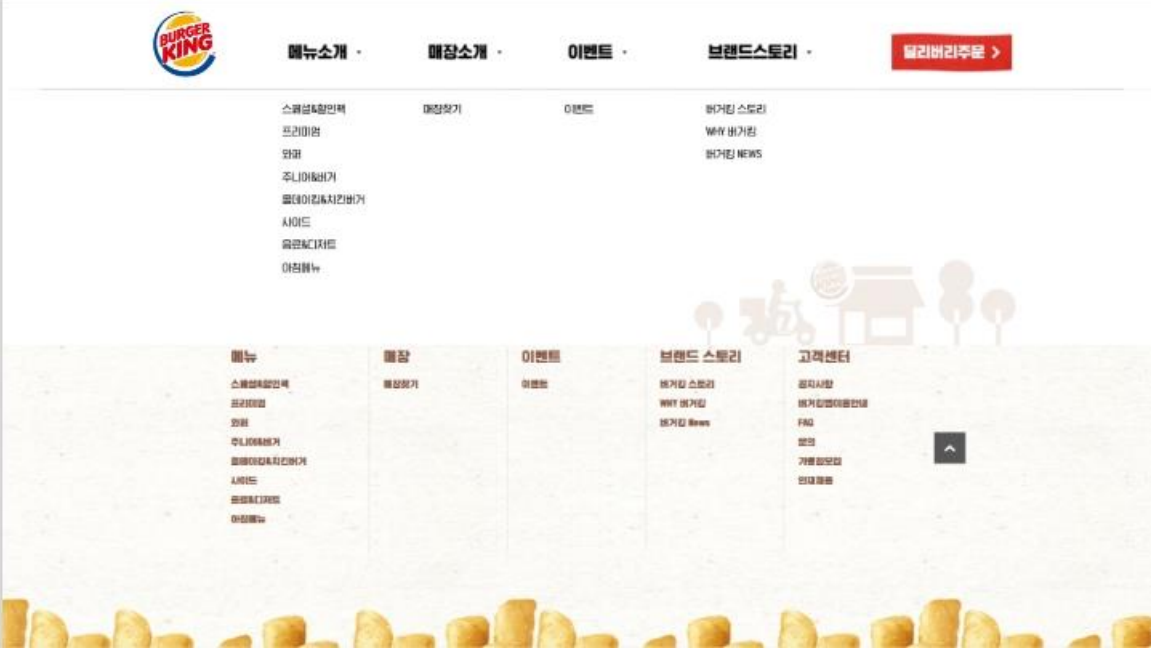 BURGER
KING
메뉴소개
매장소개
이벤트
브랜드스토리
딜리버리주문
스페셜&할인팩
매장찾기
이벤트
버거킹 스토리
프리미엄
WHY 버거킹
와퍼
버거킹 NEWS
주니어&버거
올데이킹&치킨버거
사이드
음료&디저트
아침메뉴
메뉴
매장
이벤트
브랜드 스토리
고객센터
스페셜&할인팩
매장찾기
이벤트
버거킹 스토리
공지사항
프리미엄
WHY 버거킹
버거킹앱이용안내
와퍼
버거킹 News
FAQ
주니어&버거
문의
올데이킹&치킨버거
가맹점모집
사이드
인재채용
음료&디저트
아침메뉴